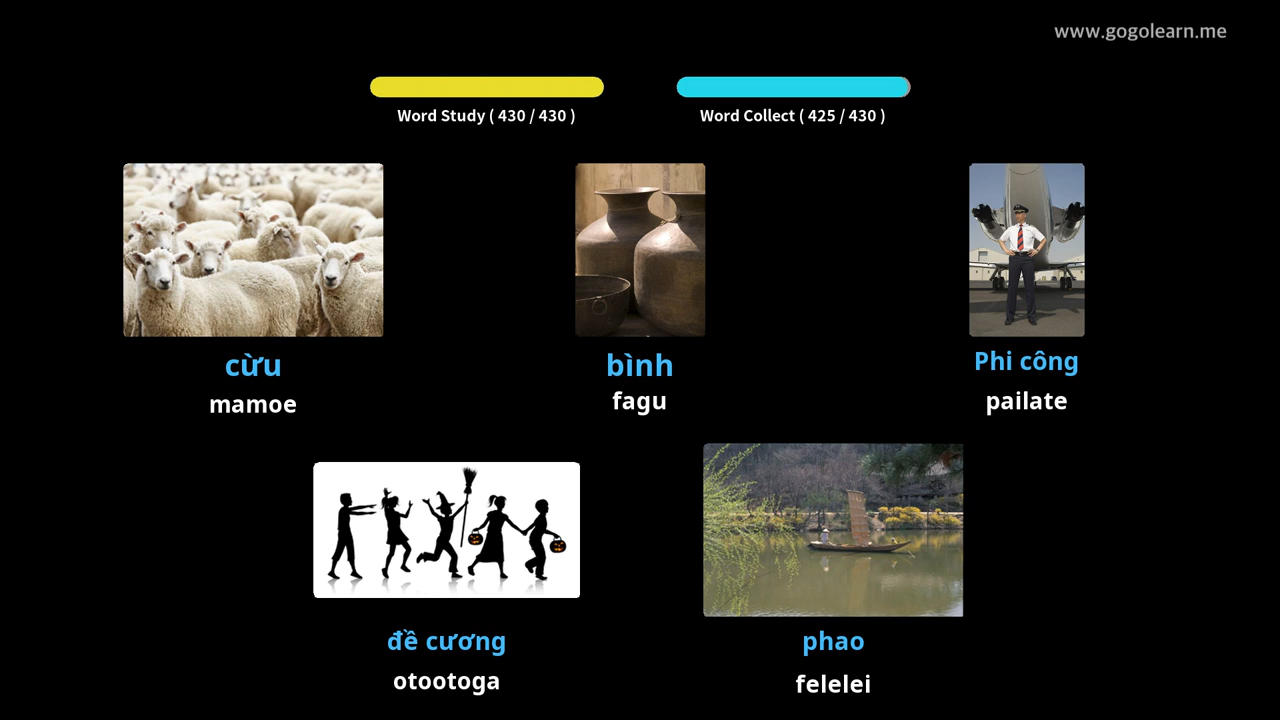 www.gogolearn.me
Word Study ( 430 / 430 )
Word Collect ( 425 / 430 )
cừu
mamoe
bình
fagu
Phi công
pailate
đề cương
otootoga
phao
felelei